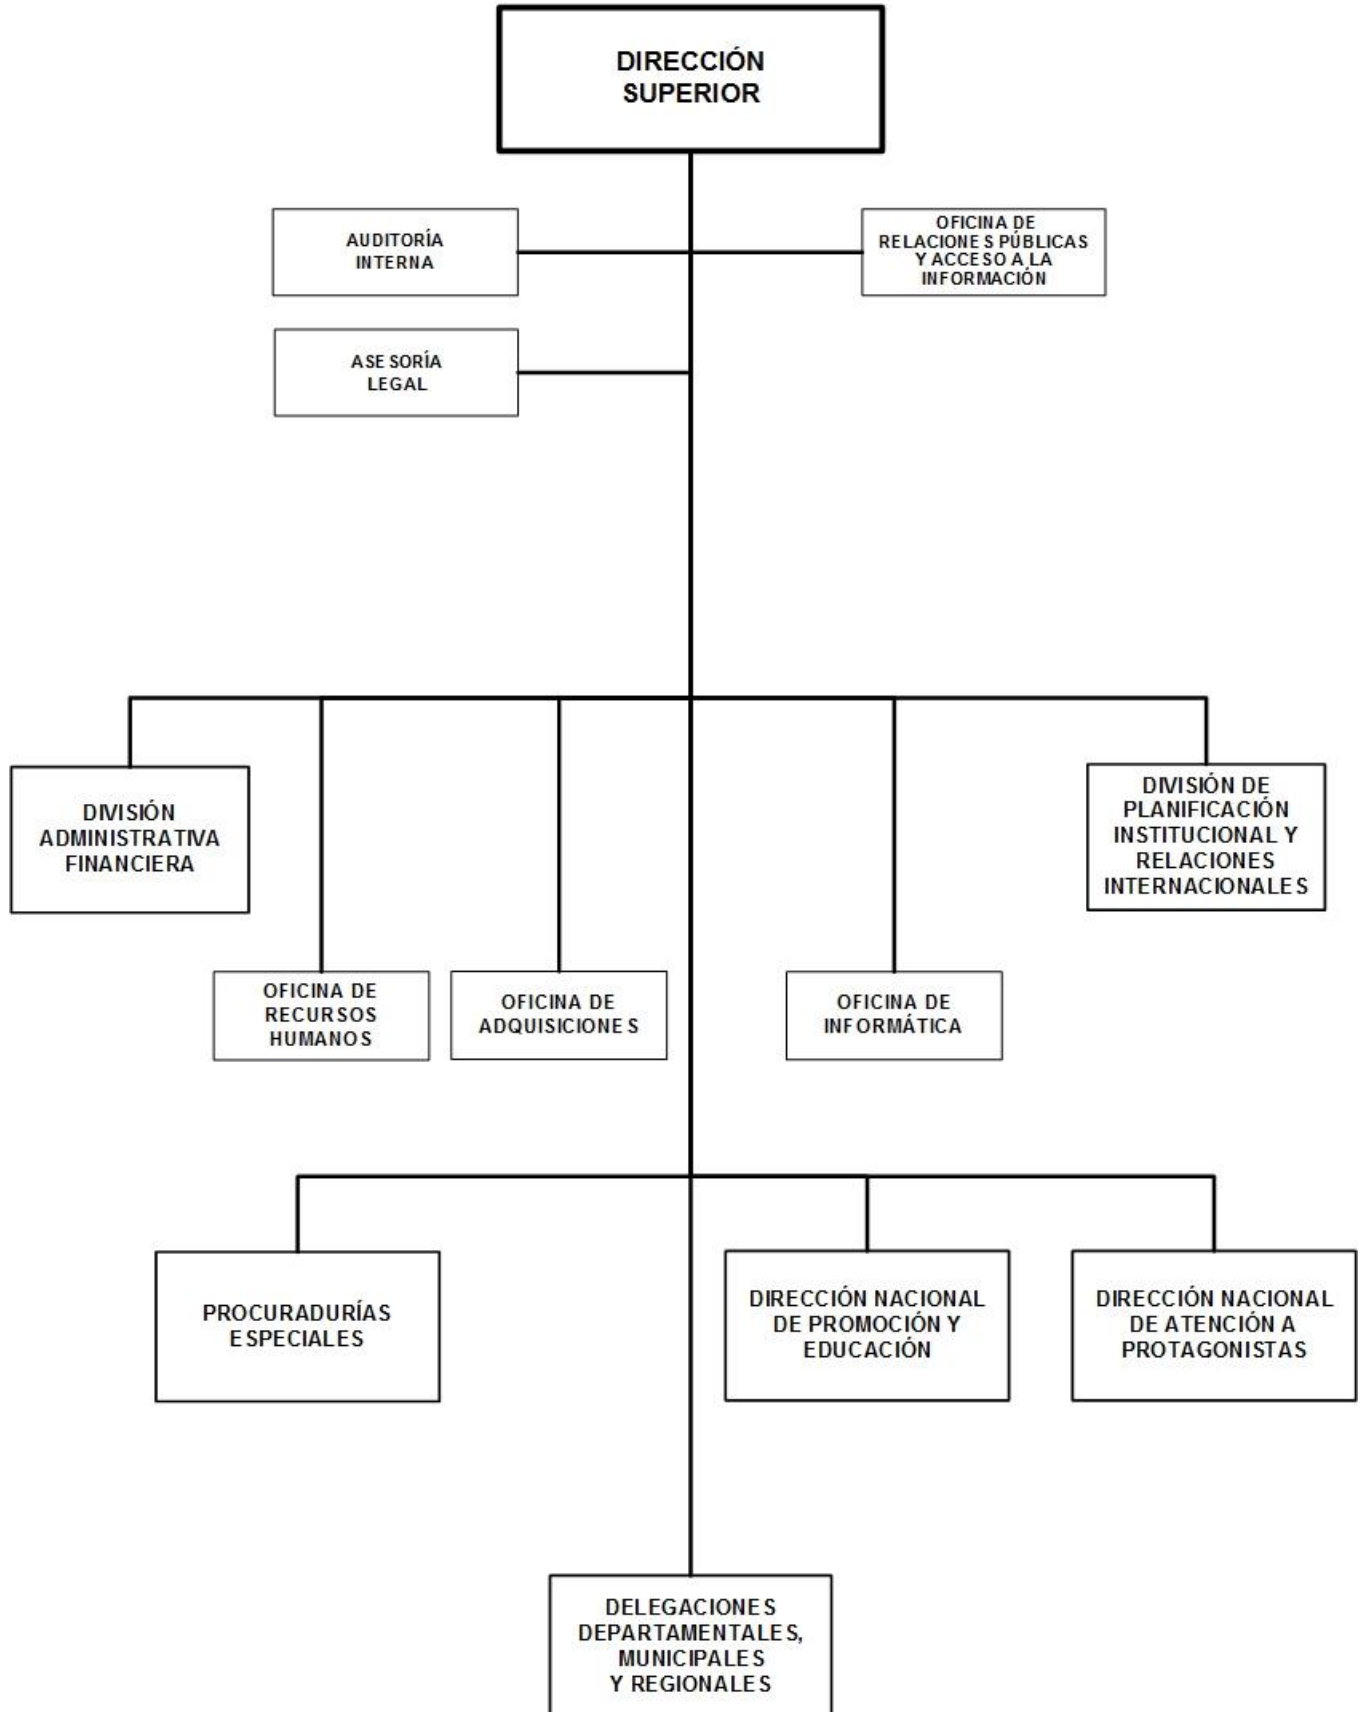 DIRECCIÓN
SUPERIOR
AUDITORÍA
INTERNA
OFICINA DE
RELACIONES PÚBLICAS
Y ACCESO A LA
INFORMACIÓN
ASESORÍA
LEGAL
DIVISIÓN
ADMINISTRATIVA
FINANCIERA
DIVISIÓN DE
PLANIFICACIÓN
INSTITUCIONAL Y
RELACIONES
INTERNACIONALES
OFICINA DE
RECURSOS
HUMANOS
OFICINA DE
ADQUISICIONES
OFICINA DE
INFORMÁTICA
PROCURADURÍAS
ESPECIALES
DIRECCIÓN NACIONAL
DE PROMOCIÓN Y
EDUCACIÓN
DIRECCIÓN NACIONAL
DE ATENCIÓN A
PROTAGONISTAS
DELEGACIONES
DEPARTAMENTALES,
MUNICIPALES
Y REGIONALES